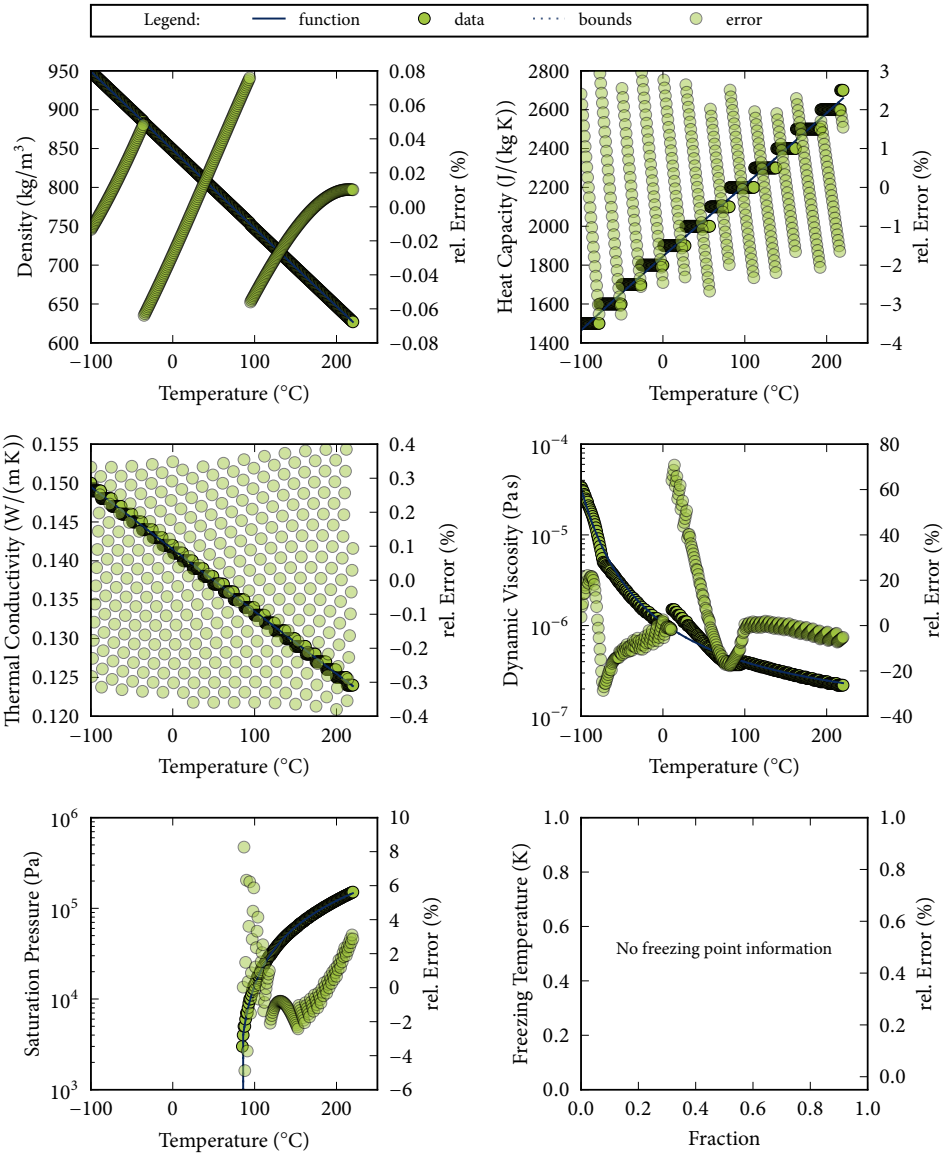 Legend: function data bounds error
950 900 850 800 750 700 650 600
Density (kg/m³)
0.08 0.06 0.04 0.02 0.00 −0.02 −0.04 −0.06 −0.08
rel. Error (%)
−100 0 100 200
Temperature (°C)
2800 2600 2400 2200 2000 1800 1600 1400
Heat Capacity (J/(kg K))
3 2 1 0 −1 −2 −3 −4
rel. Error (%)
−100 0 100 200
Temperature (°C)
0.155 0.150 0.145 0.140 0.135 0.130 0.125 0.120
Thermal Conductivity (W/(m K))
0.4 0.3 0.2 0.1 0.0 −0.1 −0.2 −0.3 −0.4
rel. Error (%)
−100 0 100 200
Temperature (°C)
10⁻⁴ 10⁻⁵ 10⁻⁶ 10⁻⁷
Dynamic Viscosity (Pa s)
80 60 40 20 0 −20 −40
rel. Error (%)
−100 0 100 200
Temperature (°C)
10⁶ 10⁵ 10⁴ 10³
Saturation Pressure (Pa)
10 8 6 4 2 0 −2 −4 −6
rel. Error (%)
−100 0 100 200
Temperature (°C)
1.0 0.8 0.6 0.4 0.2 0.0
Freezing Temperature (K)
No freezing point information
1.0 0.8 0.6 0.4 0.2 0.0
rel. Error (%)
0.0 0.2 0.4 0.6 0.8 1.0
Fraction